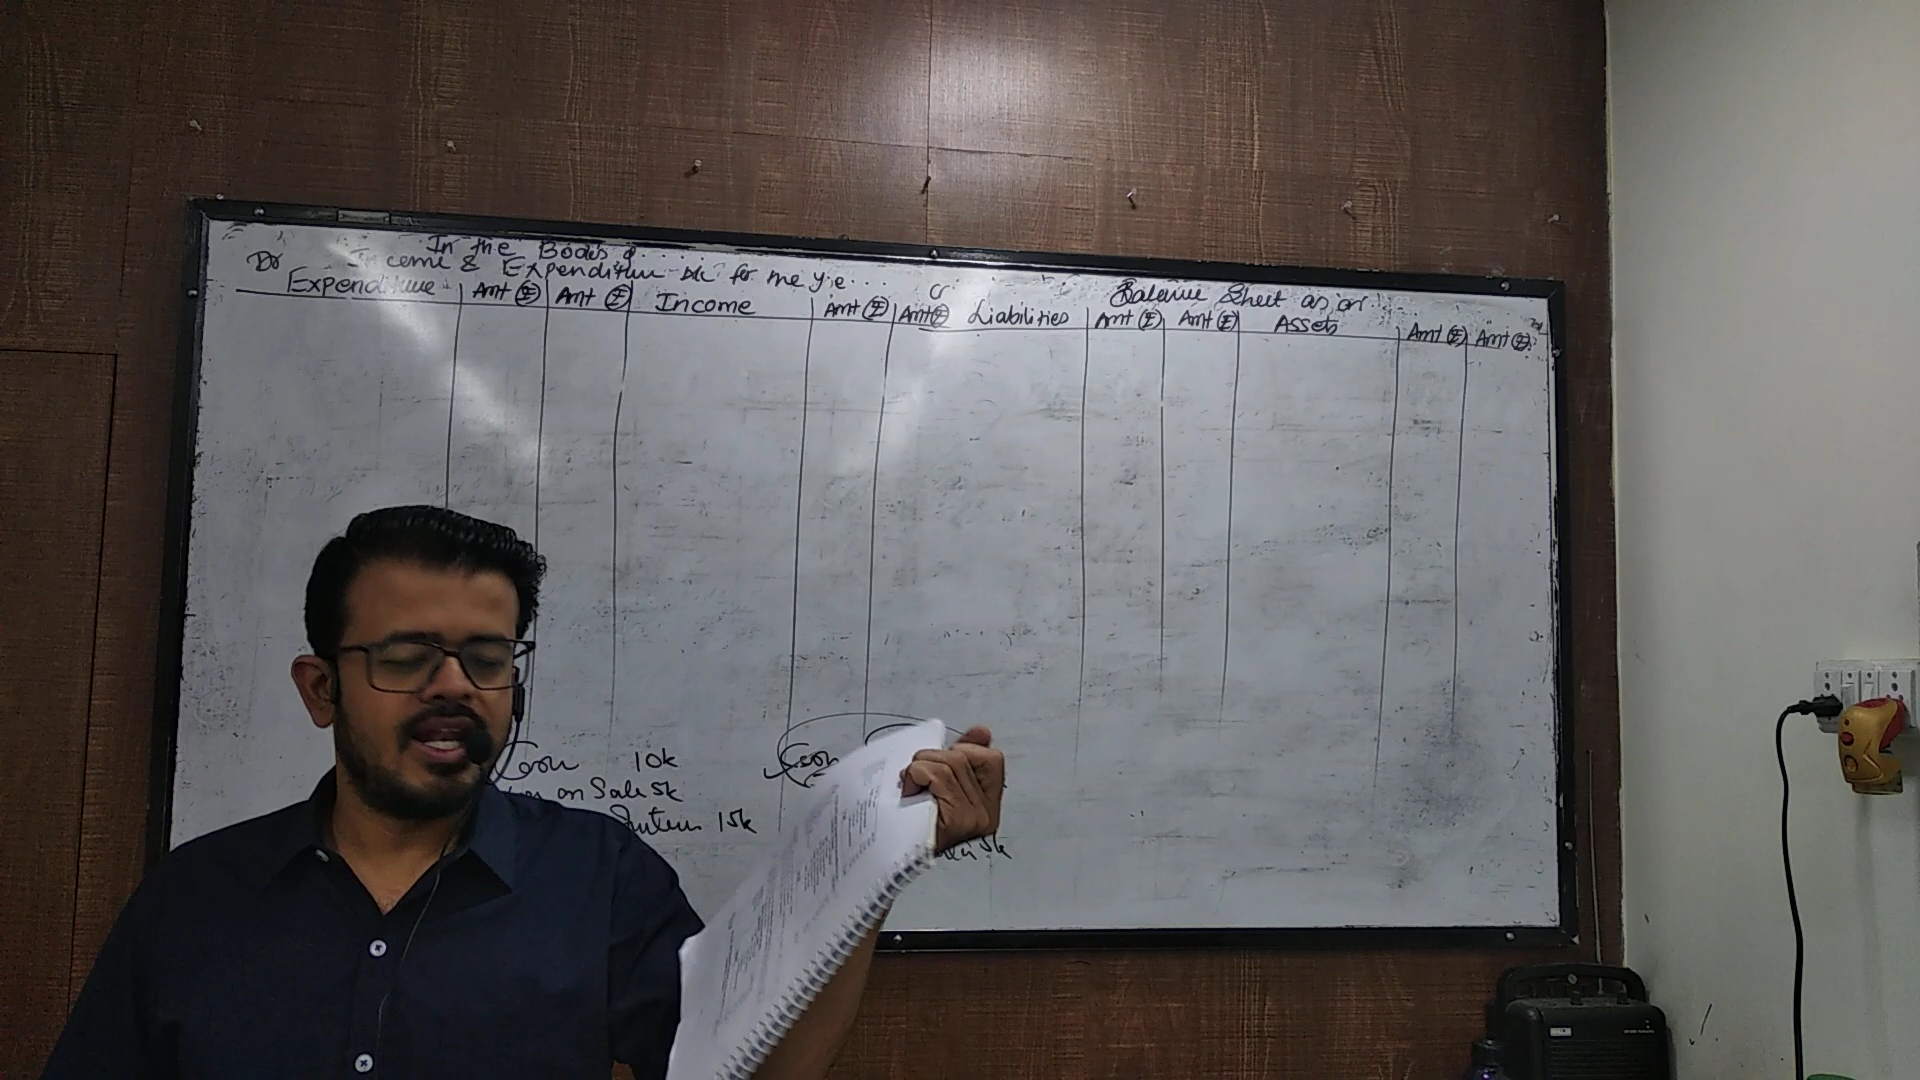 In the Books of.....
Dr Income & Expenditure A/c for the y.e... Cr
Expenditure Amt (₹) Amt (₹) Income Amt (₹) Amt (₹)
Balance Sheet as on...
Liabilities Amt (₹) Amt (₹) Assets Amt (₹) Amt (₹)
10k
on Sale 5k
15k
5k